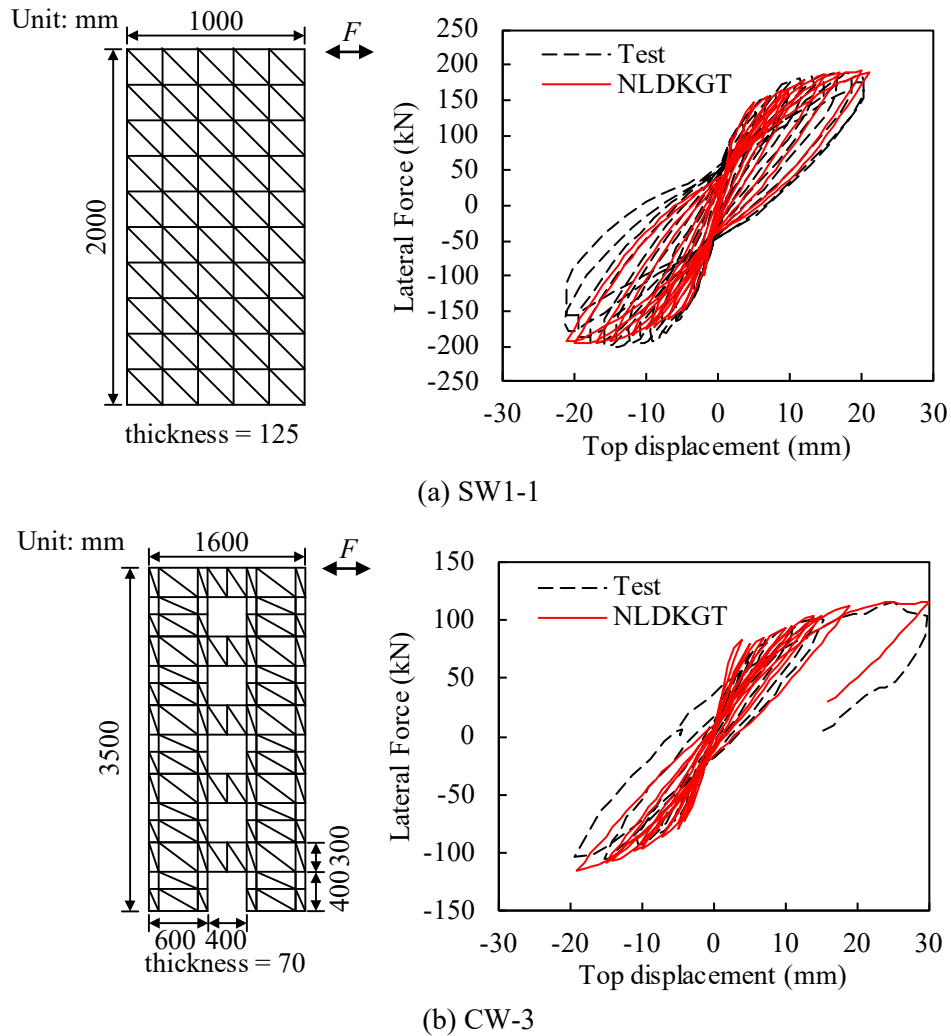 Unit: mm
1000
F
2000
thickness = 125
250
200
150
100
50
0
-50
-100
-150
-200
-250
Lateral Force (kN)
Test
NLDKGT
-30 -20 -10 0 10 20 30
Top displacement (mm)
(a) SW1-1
Unit: mm
1600
F
3500
300
400
600 400
thickness = 70
150
100
50
0
-50
-100
-150
Lateral Force (kN)
Test
NLDKGT
-30 -20 -10 0 10 20 30
Top displacement (mm)
(b) CW-3